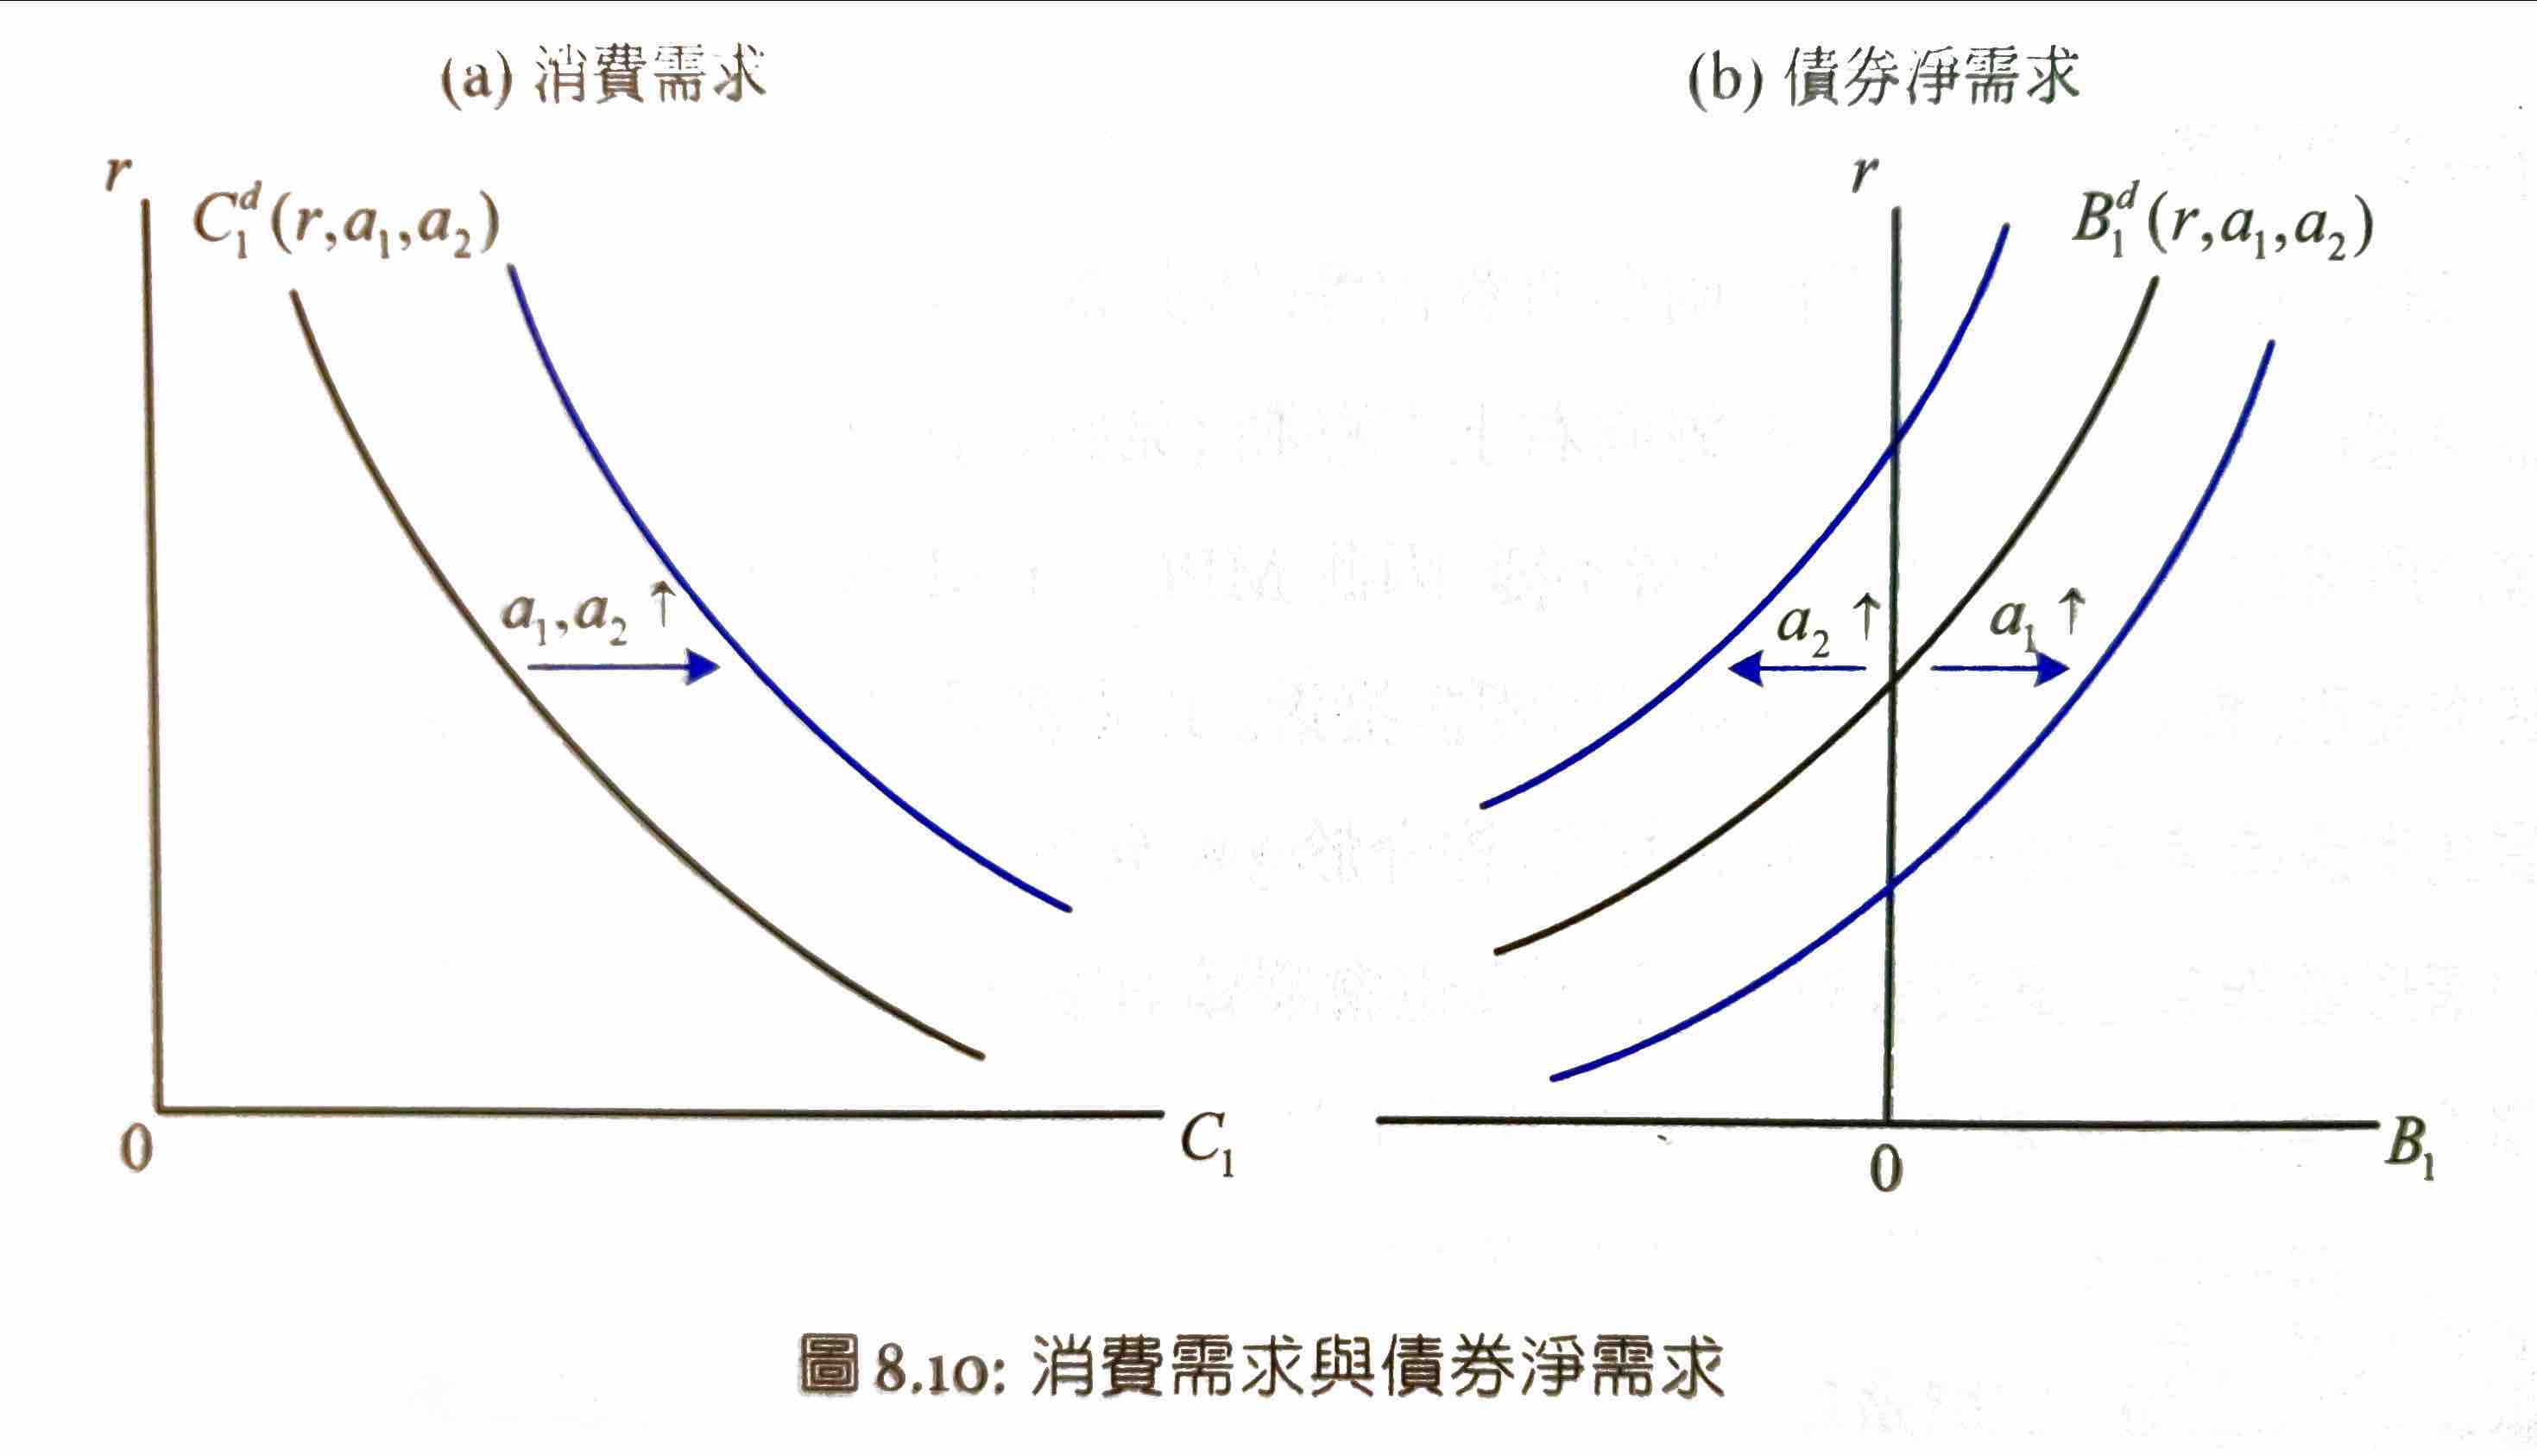 (a) 消費需求
r
C₁ᵈ(r,a₁,a₂)
a₁,a₂ ↑
0
C₁
(b) 債券淨需求
r
B₁ᵈ(r,a₁,a₂)
a₂ ↑
a₁ ↑
0
B₁
圖 8.10: 消費需求與債券淨需求